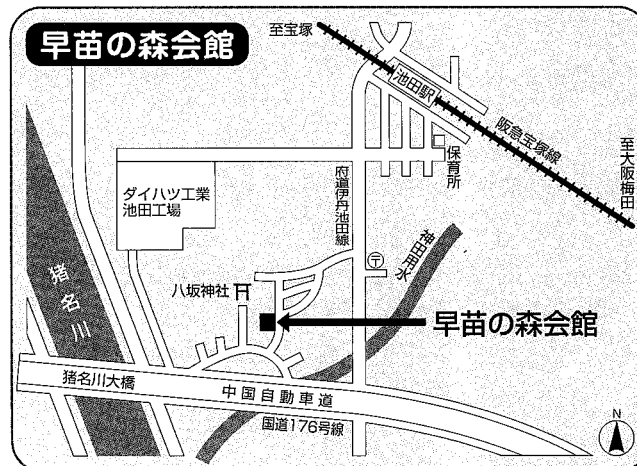 早苗の森会館
至宝塚
池田駅
阪急宝塚線
至大阪梅田
保育所
ダイハツ工業
池田工場
府道伊丹池田線
神田用水
〒
猪名川
八坂神社
早苗の森会館
猪名川大橋
中国自動車道
国道176号線
N